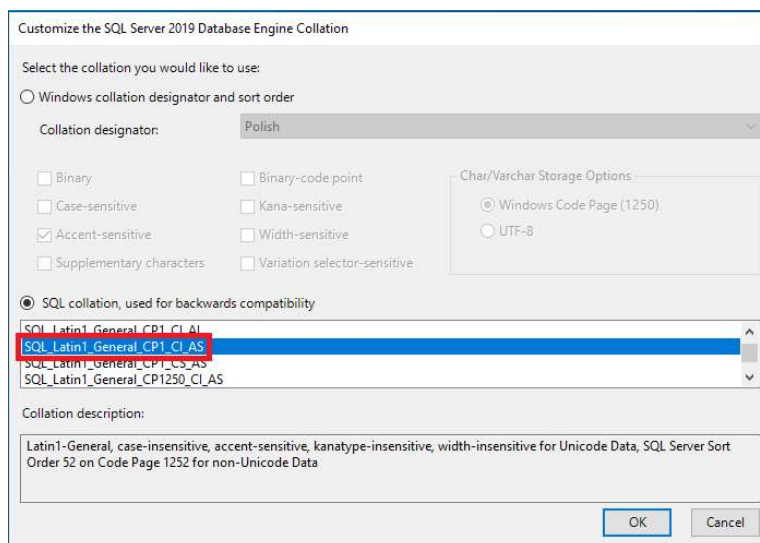 Customize the SQL Server 2019 Database Engine Collation
Select the collation you would like to use:
Windows collation designator and sort order
Collation designator:
Polish
Binary
Binary-code point
Char/Varchar Storage Options
Case-sensitive
Kana-sensitive
Windows Code Page (1250)
Accent-sensitive
Width-sensitive
UTF-8
Supplementary characters
Variation selector-sensitive
SQL collation, used for backwards compatibility
SQL_Latin1_General_CP1_CI_AI
SQL_Latin1_General_CP1_CI_AS
SQL_Latin1_General_CP1_CS_AS
SQL_Latin1_General_CP1250_CI_AS
Collation description:
Latin1-General, case-insensitive, accent-sensitive, kanatype-insensitive, width-insensitive for Unicode Data, SQL Server Sort
Order 52 on Code Page 1252 for non-Unicode Data
OK
Cancel